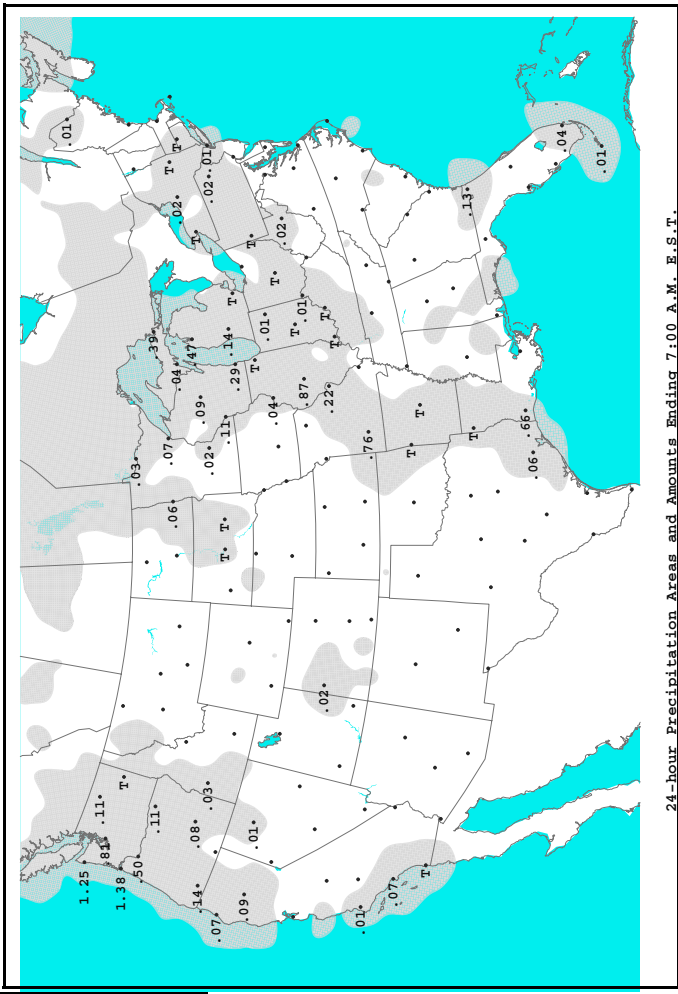 .01
1.25
.11
.81
1.38
T
.03
.50
.39
.11
.07
T
.06
.04
T
.02
.47
.08
T
.14
.09
.01
.02
.03
.02
.07
T
T
.11
.14
T
.29
.09
T
.01
T
.01
.04
T
.02
T
.01
.87
.02
T
.22
T
.01
.76
.07
T
T
T
.13
T
.66
.06
.04
.01
24-hour Precipitation Areas and Amounts Ending 7:00 A.M. E.S.T.